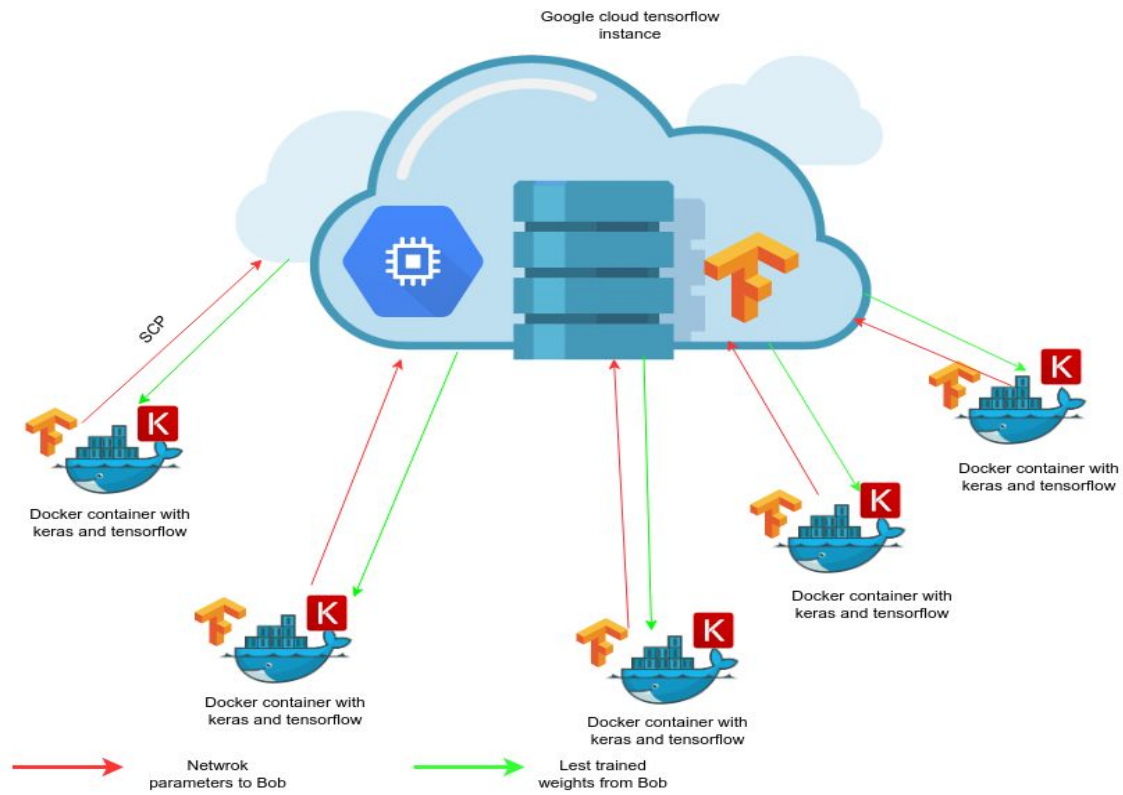 Google cloud tensorflow
instance
SCP
K
Docker container with
keras and tensorflow
K
Docker container with
keras and tensorflow
K
Docker container with
keras and tensorflow
K
Docker container with
keras and tensorflow
K
Docker container with
keras and tensorflow
Netwrok
parameters to Bob
Lest trained
weights from Bob